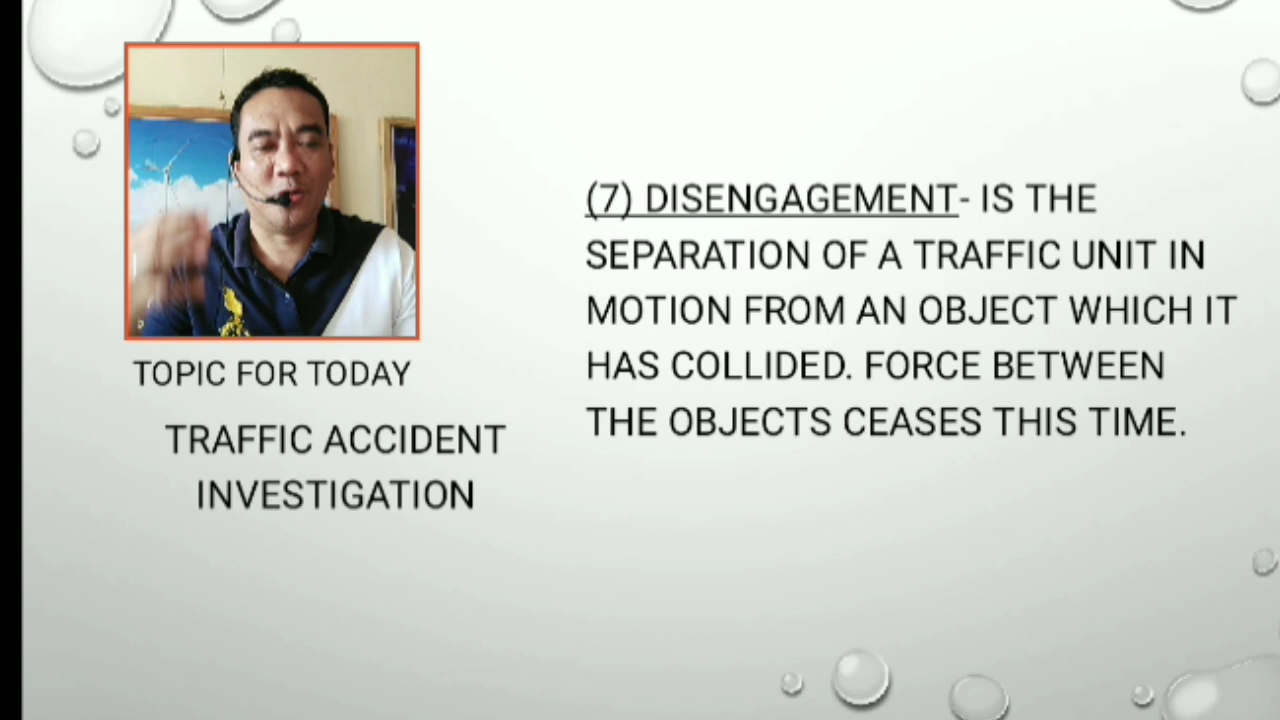 TOPIC FOR TODAY
TRAFFIC ACCIDENT
INVESTIGATION
(7) DISENGAGEMENT- IS THE
SEPARATION OF A TRAFFIC UNIT IN
MOTION FROM AN OBJECT WHICH IT
HAS COLLIDED. FORCE BETWEEN
THE OBJECTS CEASES THIS TIME.